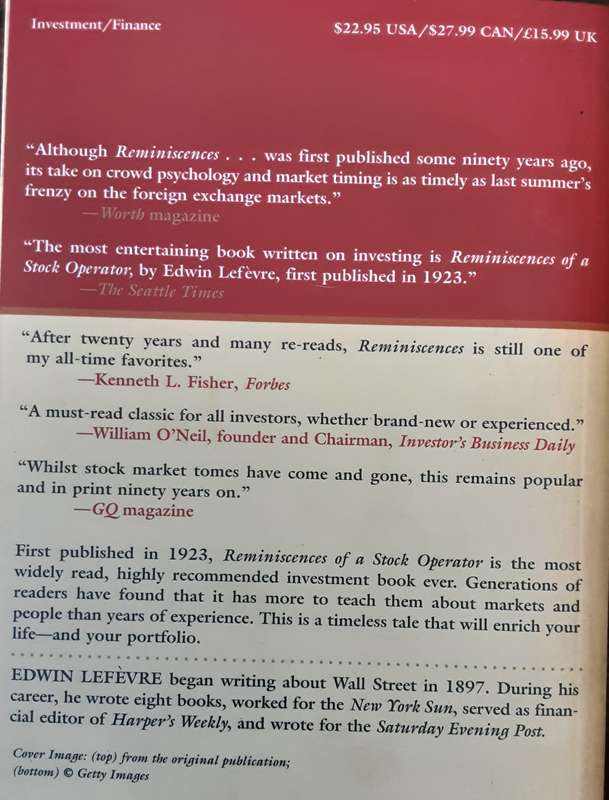 Investment/Finance
$22.95 USA/$27.99 CAN/£15.99 UK
“Although Reminiscences . . . was first published some ninety years ago,
its take on crowd psychology and market timing is as timely as last summer’s
frenzy on the foreign exchange markets.”
—Worth magazine
“The most entertaining book written on investing is Reminiscences of a
Stock Operator, by Edwin Lefèvre, first published in 1923.”
—The Seattle Times
“After twenty years and many re-reads, Reminiscences is still one of
my all-time favorites.”
—Kenneth L. Fisher, Forbes
“A must-read classic for all investors, whether brand-new or experienced.”
—William O’Neil, founder and Chairman, Investor’s Business Daily
“Whilst stock market tomes have come and gone, this remains popular
and in print ninety years on.”
—GQ magazine
First published in 1923, Reminiscences of a Stock Operator is the most
widely read, highly recommended investment book ever. Generations of
readers have found that it has more to teach them about markets and
people than years of experience. This is a timeless tale that will enrich your
life—and your portfolio.
EDWIN LEFÈVRE began writing about Wall Street in 1897. During his
career, he wrote eight books, worked for the New York Sun, served as finan-
cial editor of Harper’s Weekly, and wrote for the Saturday Evening Post.
Cover Image: (top) from the original publication;
(bottom) © Getty Images